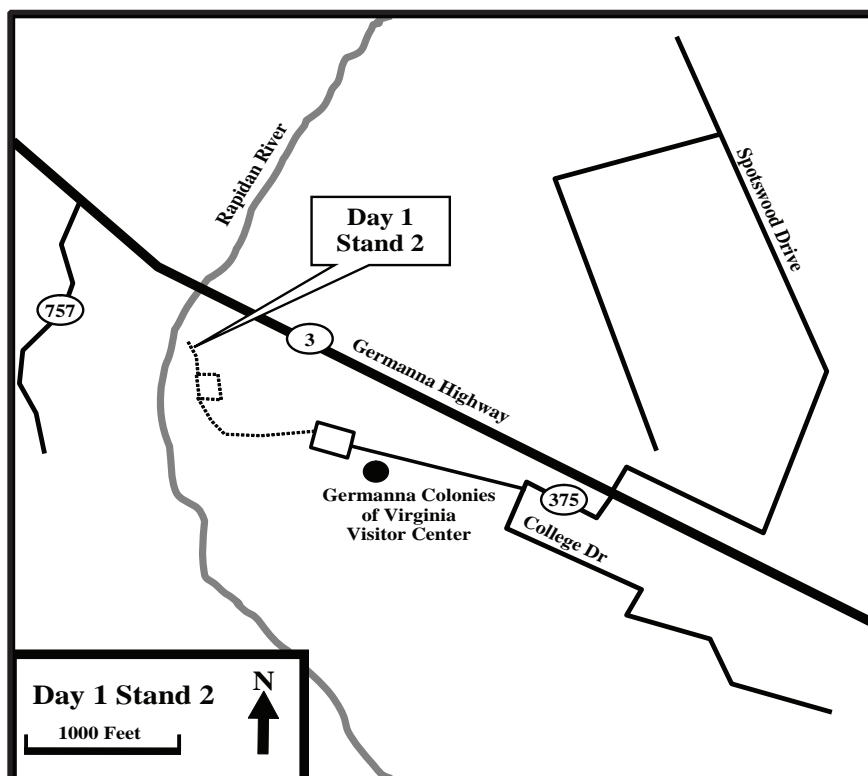 Rapidan River
Day 1
Stand 2
Spotswood Drive
757
3
Germanna Highway
375
Germanna Colonies
of Virginia
Visitor Center
College Dr
Day 1 Stand 2
N
1000 Feet